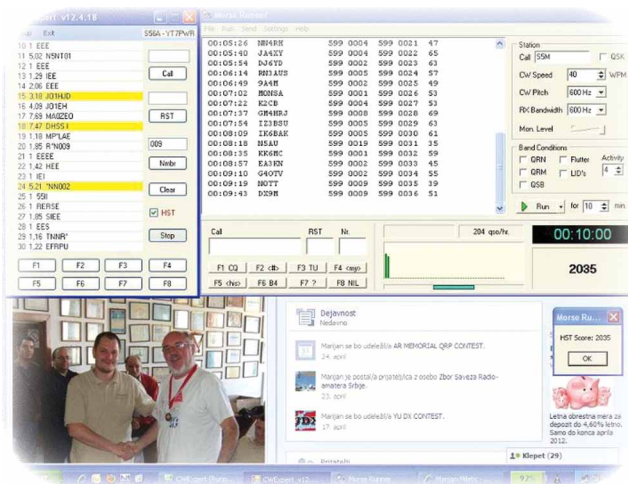 xpert v12.4,18
Exit
S56A - YT7PWR
10 1 EEE
11 5,02 N5NT01
12 1 EEE
13 1,29 IEE
14 2,06 EEE
15 3,18 JO1HJD
16 4,09 JO1EH
17 7,69 MA0ZEO
18 7,47 DHSS I
19 1,18 MP'LAE
20 1,85 R"N009
21 1 EEEE
22 1,42 HEE
23 1 IEI
24 5,21 "NN002
25 1 55II
26 1 RERSE
27 1,85 SIEE
28 1 EES
29 1,16 TNNR"
30 1,22 EFRPU
Call
RST
009
Nmbr
Clear
HST
Stop
F1 F2 F3 F4
F5 F6 F7 F8
Morse Runner
File Run Send Settings Help
00:05:26 NN4RH 599 0004 599 0021 47
00:05:40 JA4XY 599 0004 599 0022 65
00:05:54 DJ6YD 599 0002 599 0023 63
00:06:14 RN3AUS 599 0005 599 0024 57
00:06:49 9A4M 599 0002 599 0025 49
00:07:02 M0NSA 599 0001 599 0026 53
00:07:22 K2CB 599 0004 599 0027 53
00:07:37 GM4HRJ 599 0008 599 0028 69
00:07:54 IZ3BSU 599 0005 599 0029 63
00:08:09 IK6BAK 599 0005 599 0030 61
00:08:18 N5AU 599 0019 599 0031 35
00:08:35 KK6MC 599 0001 599 0032 59
00:08:57 EA3KN 599 0002 599 0033 45
00:09:10 G4OTV 599 0002 599 0034 55
00:09:19 N0TT 599 0009 599 0035 39
00:09:43 DX9M 599 0009 599 0036 51
Station
Call S5M QSK
CW Speed 40 WPM
CW Pitch 600 Hz
RX Bandwidth 600 Hz
Mon. Level
Band Conditions
QRN Flutter Activity
QRM LID's 4
QSB
Run for 10 min.
Call RST Nr.
F1 CQ F2 <#> F3 TU F4 <my>
F5 <his> F6 B4 F7 ? F8 NIL
204 qso/hr.
00:10:00
2035
Dejavnost
Nedavno
Marijan se bo udeležil/a AR MEMORIAL QRP CONTEST.
24. april
Marijan je postal/a prijatelj/ica z osebo Zbor Saveza Radio-
amatera Srbije.
23. april
Marijan se bo udeležil/a YU DX CONTEST.
17. april
Prijatelji
Morse Ru...
HST Score: 2035
OK
Letna obrestna mera za
depozit do 4,60% letno.
Samo do konca aprila
2012.
Klepet (29)
CWExpert v12...
Morse Runner
92%